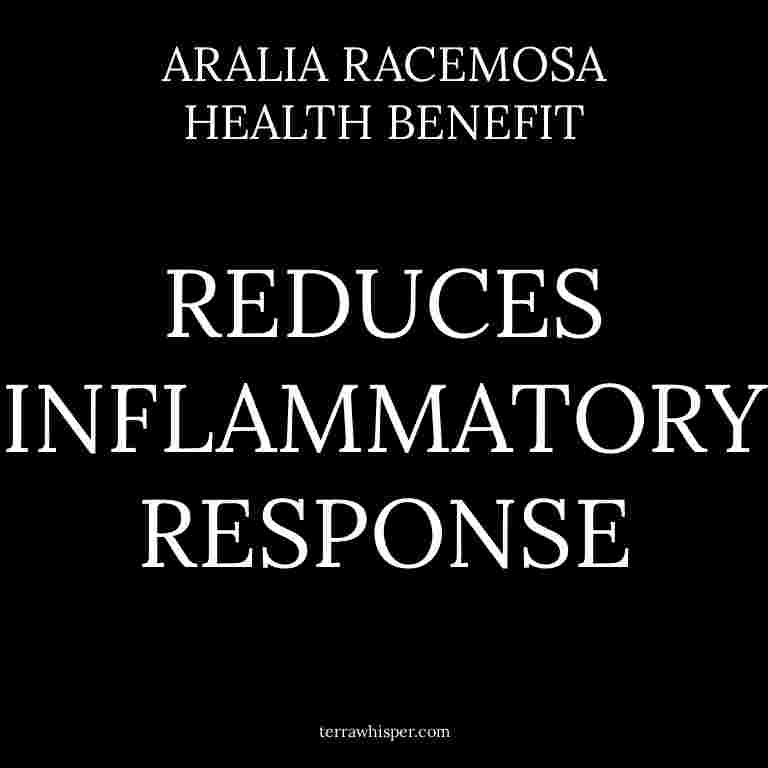 ARALIA RACEMOSA
HEALTH BENEFIT
REDUCES
INFLAMMATORY
RESPONSE
terrawhisper.com